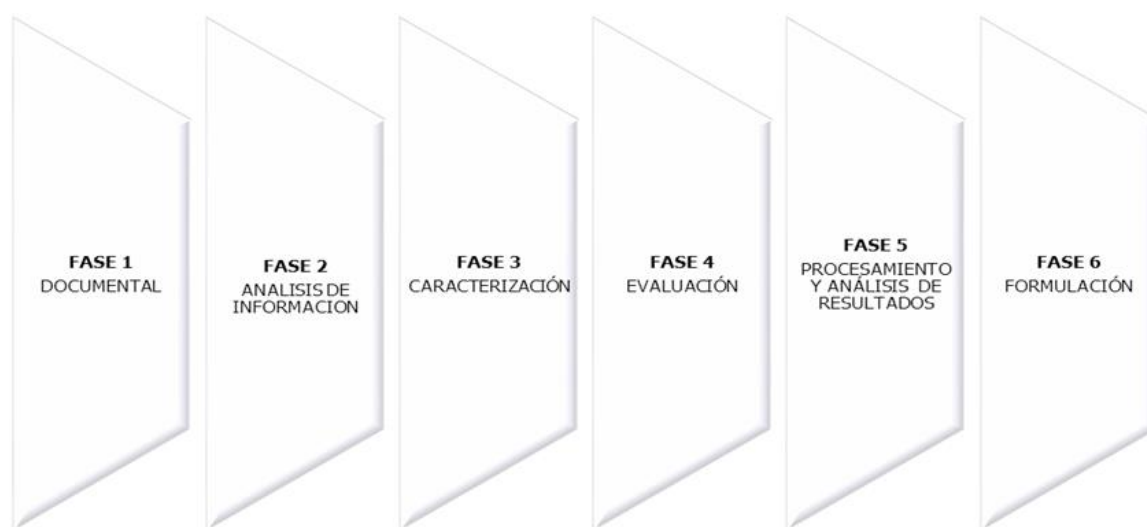 FASE 1
DOCUMENTAL
FASE 2
ANALISIS DE
INFORMACION
FASE 3
CARACTERIZACIÓN
FASE 4
EVALUACIÓN
FASE 5
PROCESAMIENTO
Y ANÁLISIS DE
RESULTADOS
FASE 6
FORMULACIÓN